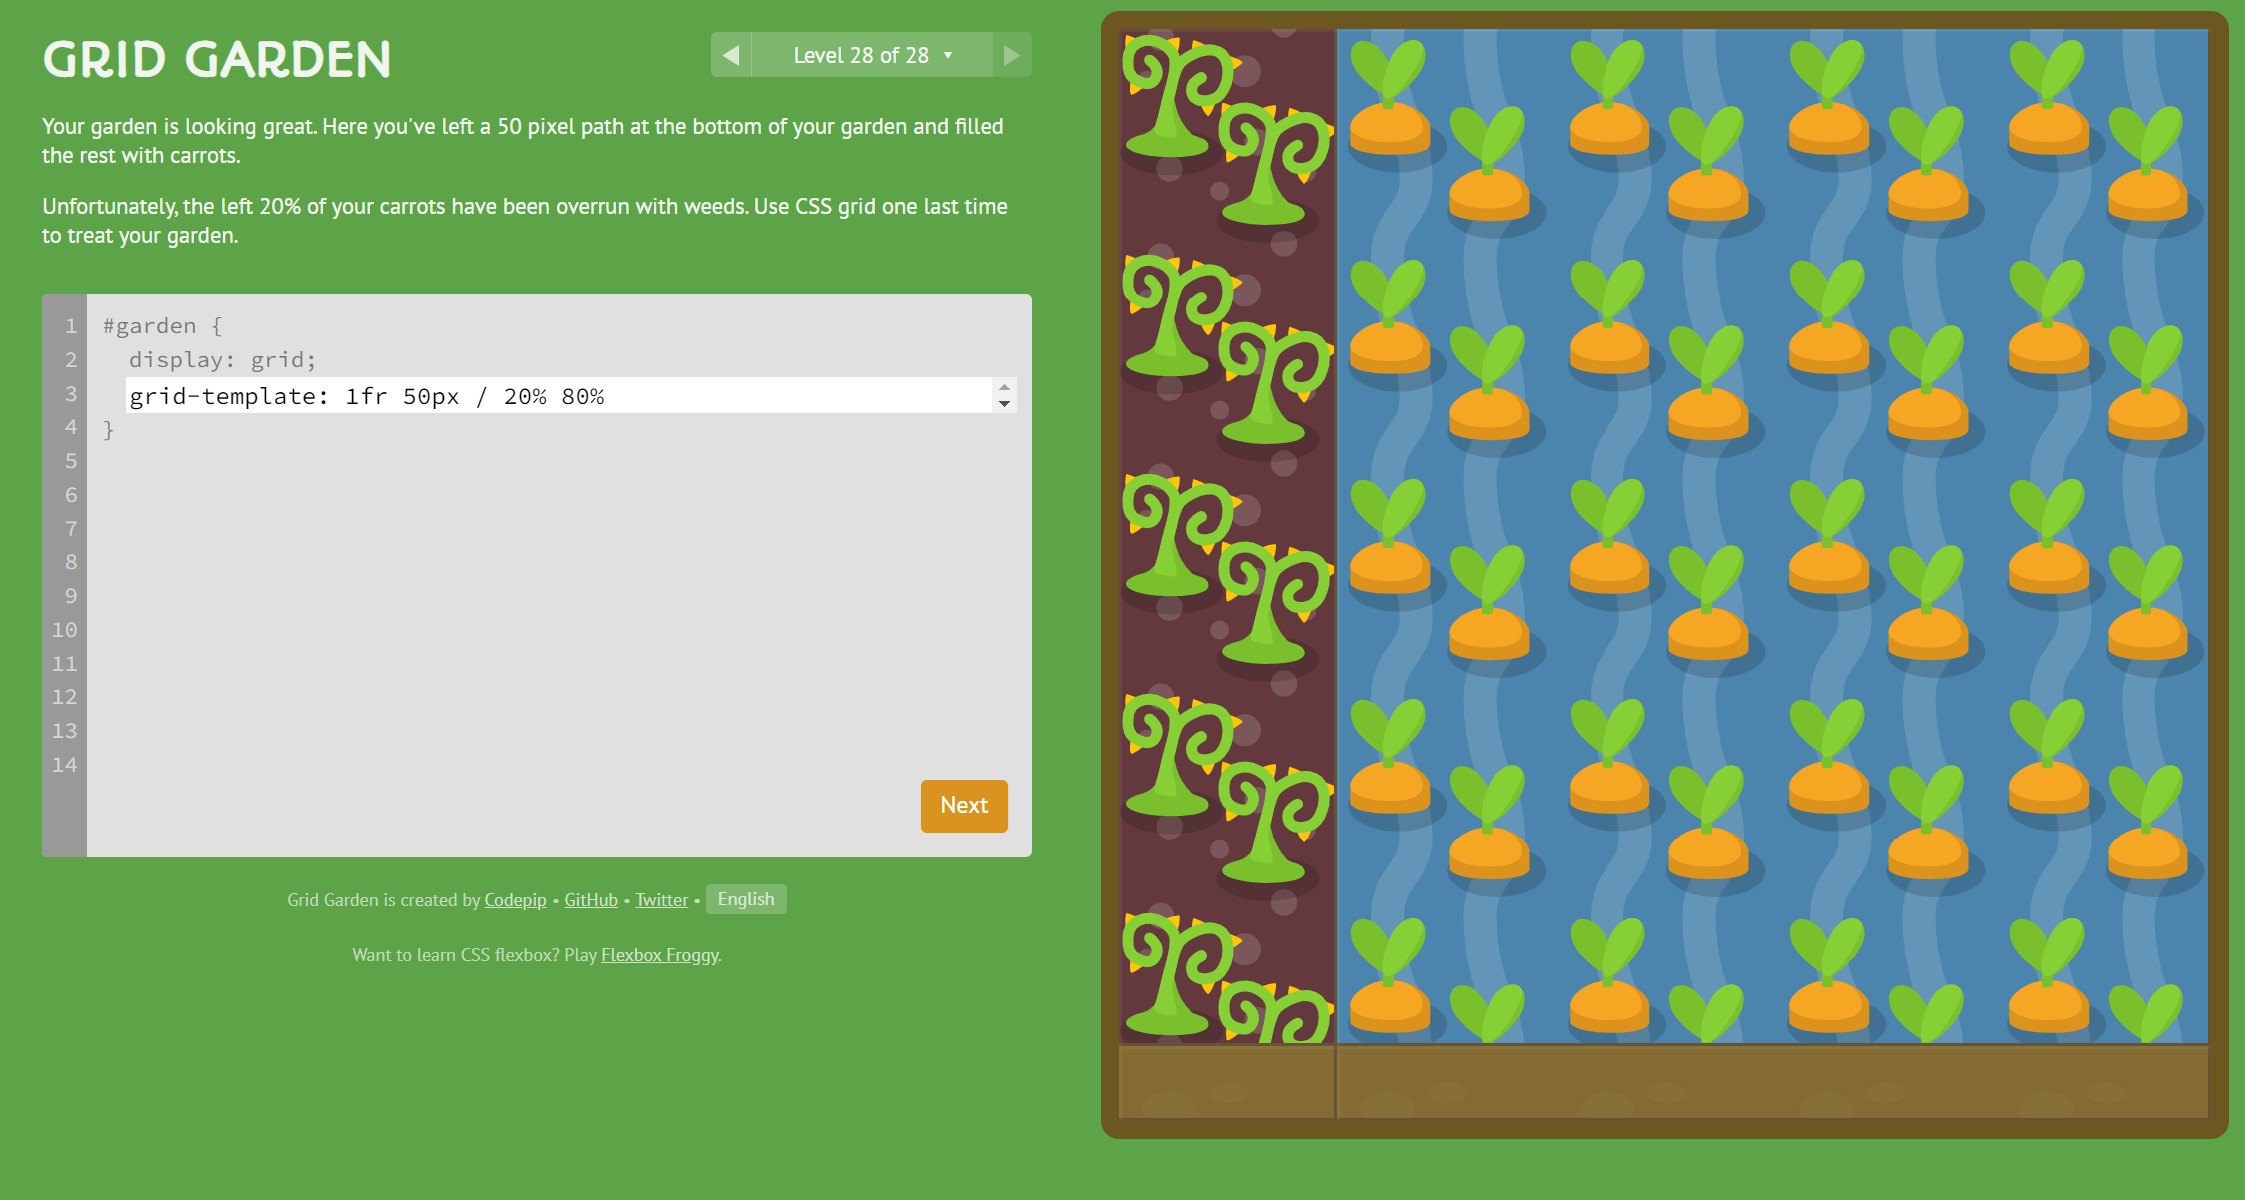 GRID GARDEN
Level 28 of 28
Your garden is looking great. Here you've left a 50 pixel path at the bottom of your garden and filled
the rest with carrots.
Unfortunately, the left 20% of your carrots have been overrun with weeds. Use CSS grid one last time
to treat your garden.
1 #garden {
2 display: grid;
3 grid-template: 1fr 50px / 20% 80%
4 }
5
6
7
8
9
10
11
12
13
14
Next
Grid Garden is created by Codepip • GitHub • Twitter • English
Want to learn CSS flexbox? Play Flexbox Froggy.